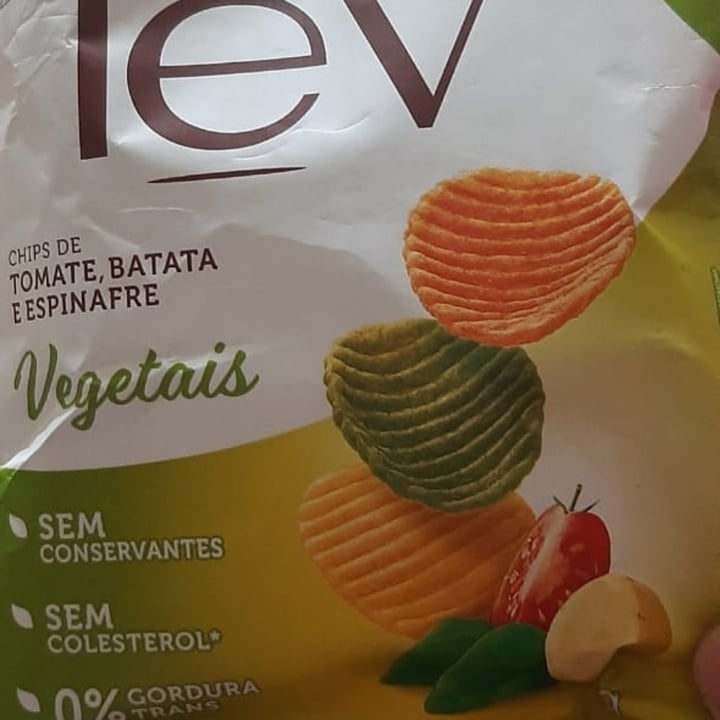 lev
CHIPS DE
TOMATE, BATATA
E ESPINAFRE
Vegetais
SEM
CONSERVANTES
SEM
COLESTEROL*
0% GORDURA
TRANS